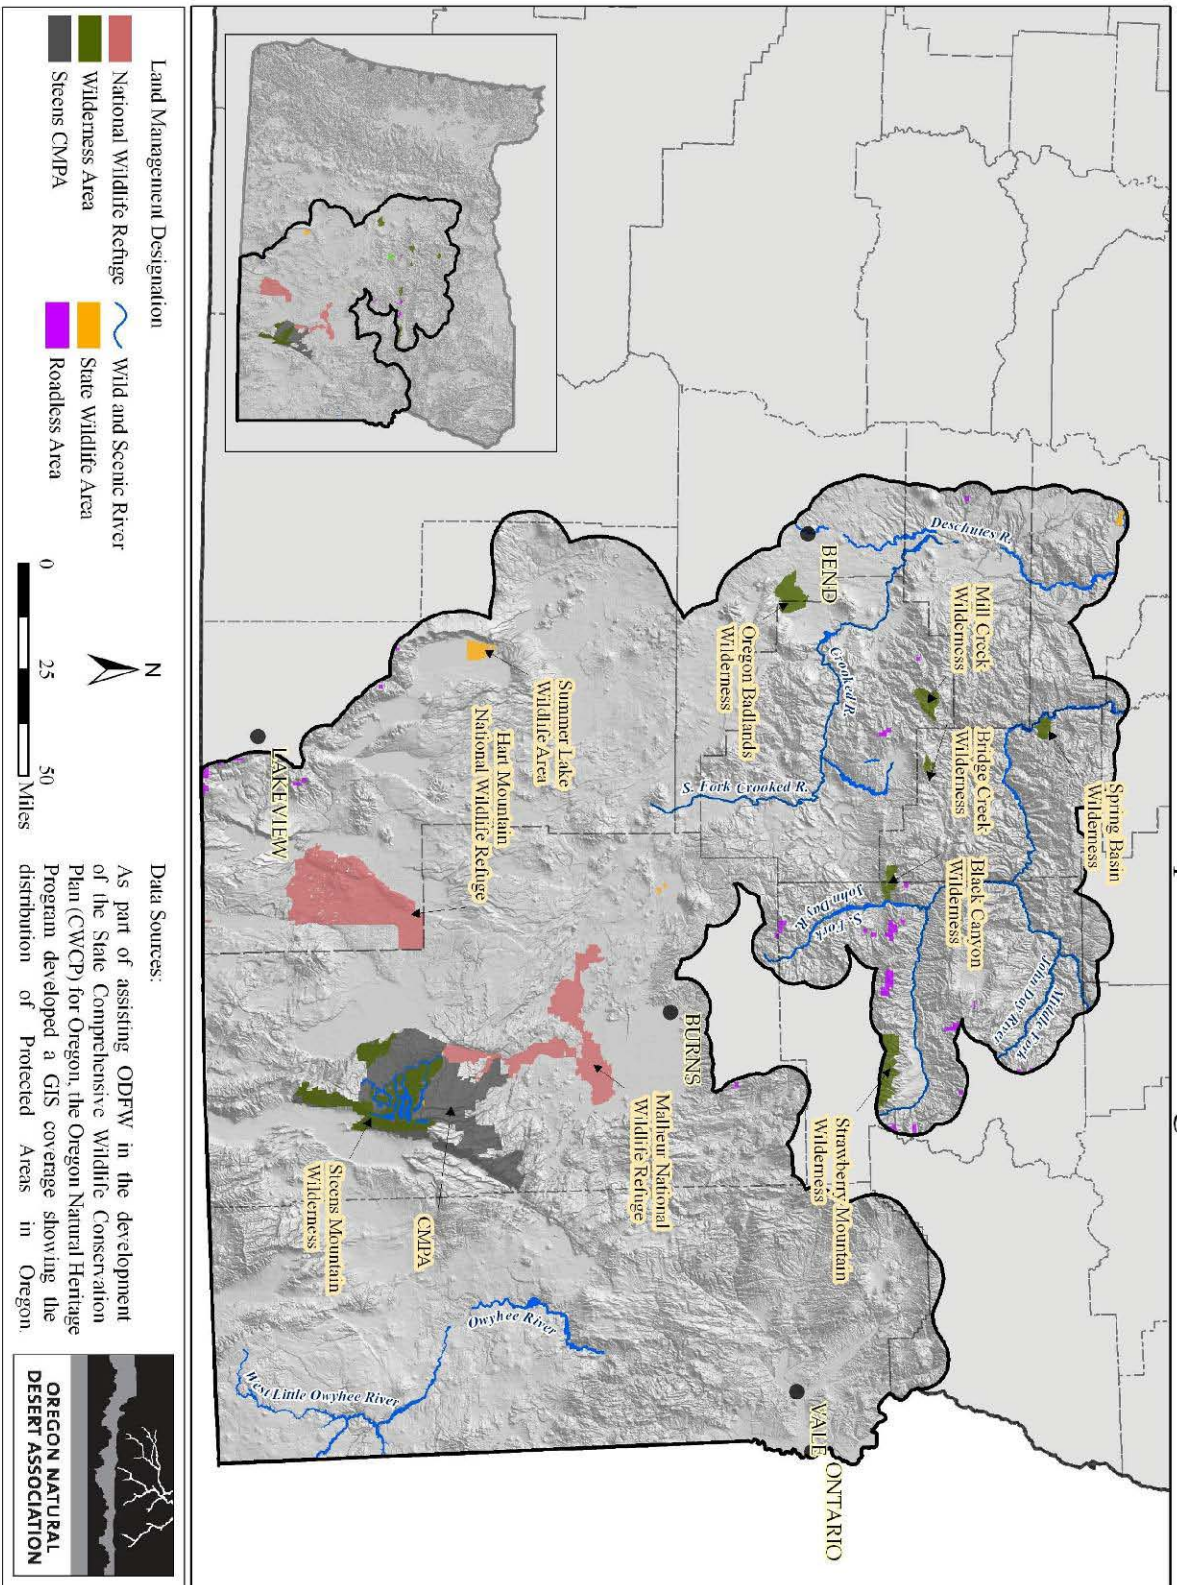 Deschutes R.
Mill Creek
Wilderness
Spring Basin
Wilderness
Bridge Creek
Wilderness
Black Canyon
Wilderness
Middle Fork
John Day River
S. Fork
John Day R.
BEND
Crooked R.
Oregon Badlands
Wilderness
S. Fork Crooked R.
Strawberry Mountain
Wilderness
VALE
ONTARIO
BURNS
Malheur National
Wildlife Refuge
Summer Lake
Wildlife Area
Hart Mountain
National Wildlife Refuge
CMPA
Steens Mountain
Wilderness
Owyhee River
West Little Owyhee River
LAKEVIEW
Land Management Designation
National Wildlife Refuge
Wilderness Area
Steens CMPA
Wild and Scenic River
State Wildlife Area
Roadless Area
N
0 25 50 Miles
Data Sources:
As part of assisting ODFW in the development
of the State Comprehensive Wildlife Conservation
Plan (CWCP) for Oregon, the Oregon Natural Heritage
Program developed a GIS coverage showing the
distribution of Protected Areas in Oregon.
OREGON NATURAL
DESERT ASSOCIATION